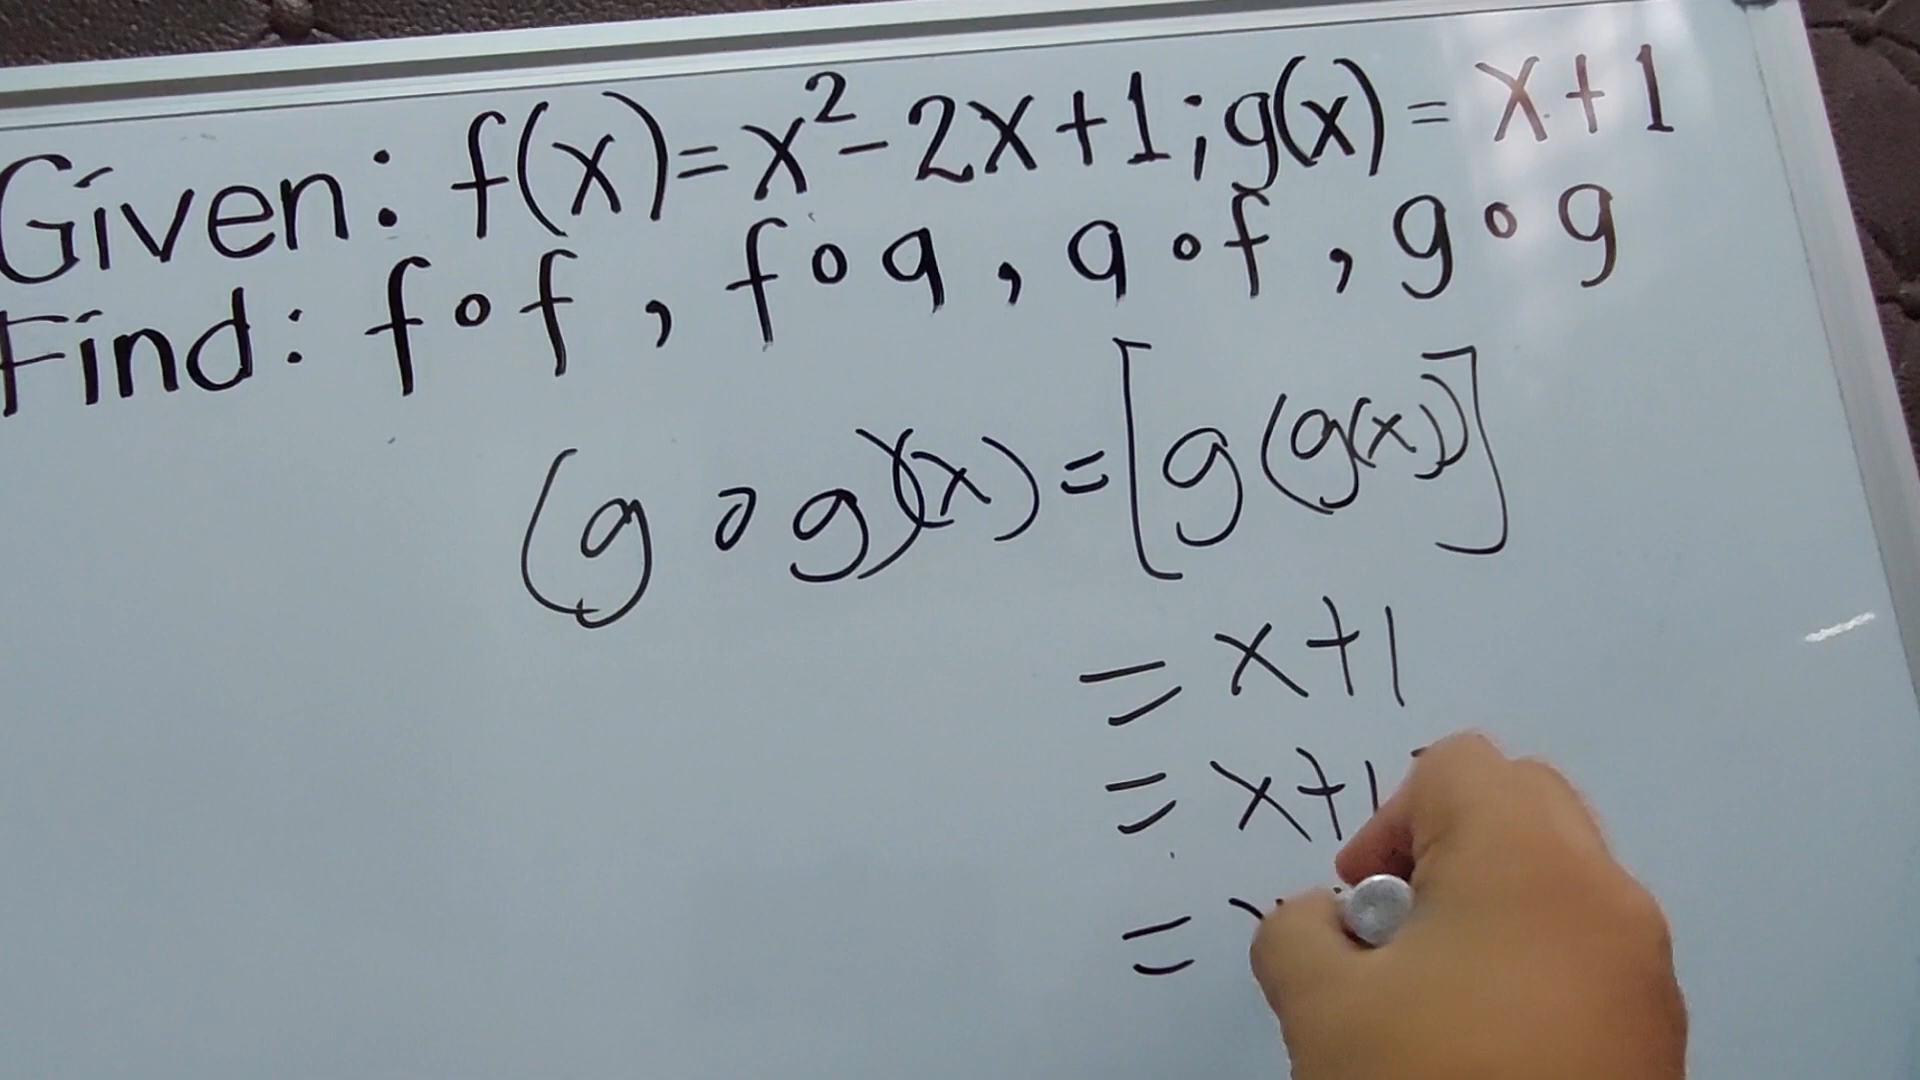 Given: f(x)=x²-2x+1; g(x) = x+1
Find: f∘f, f∘g, g∘f, g∘g
(g∘g)(x)=[g(g(x))]
= x+1
= x+1
=